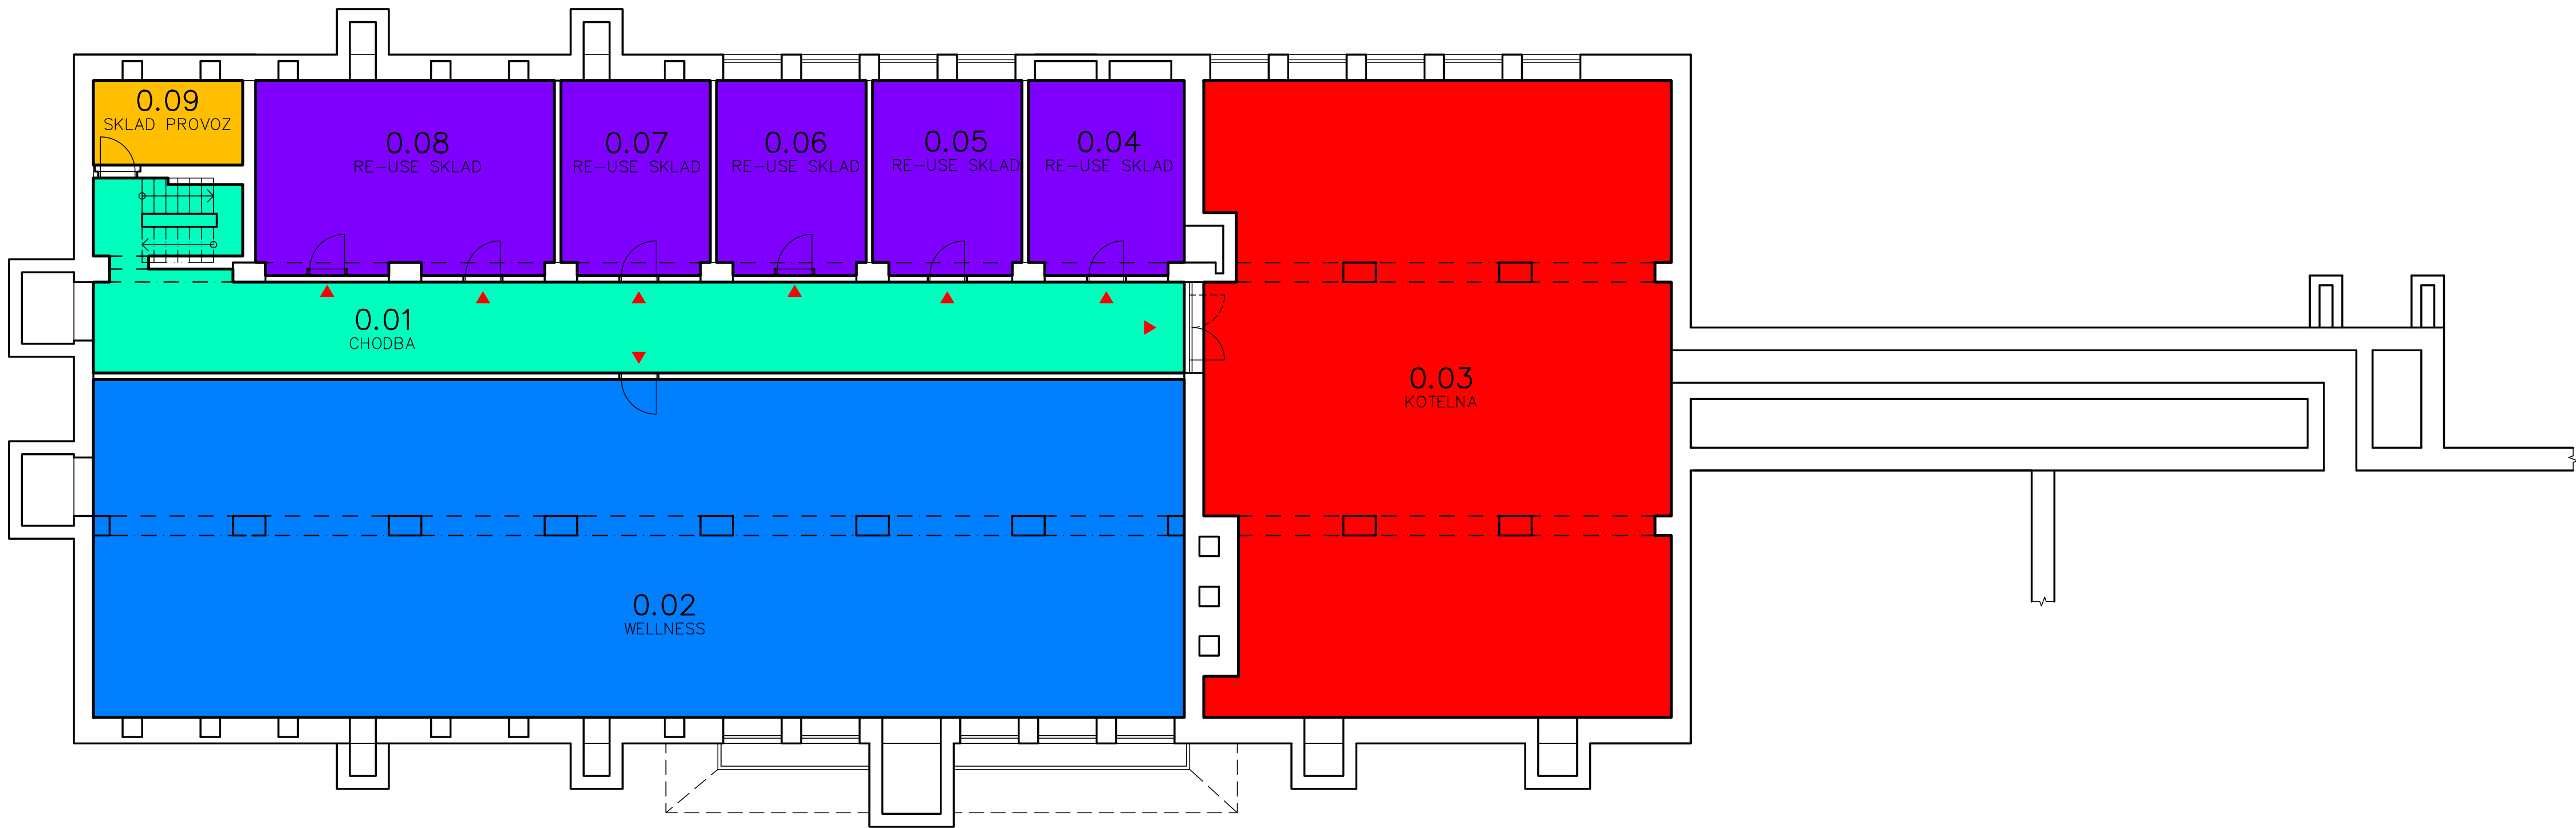 0.09
SKLAD PROVOZ
0.08
RE-USE SKLAD
0.07
RE-USE SKLAD
0.06
RE-USE SKLAD
0.05
RE-USE SKLAD
0.04
RE-USE SKLAD
0.01
CHODBA
0.03
KOTELNA
0.02
WELLNESS